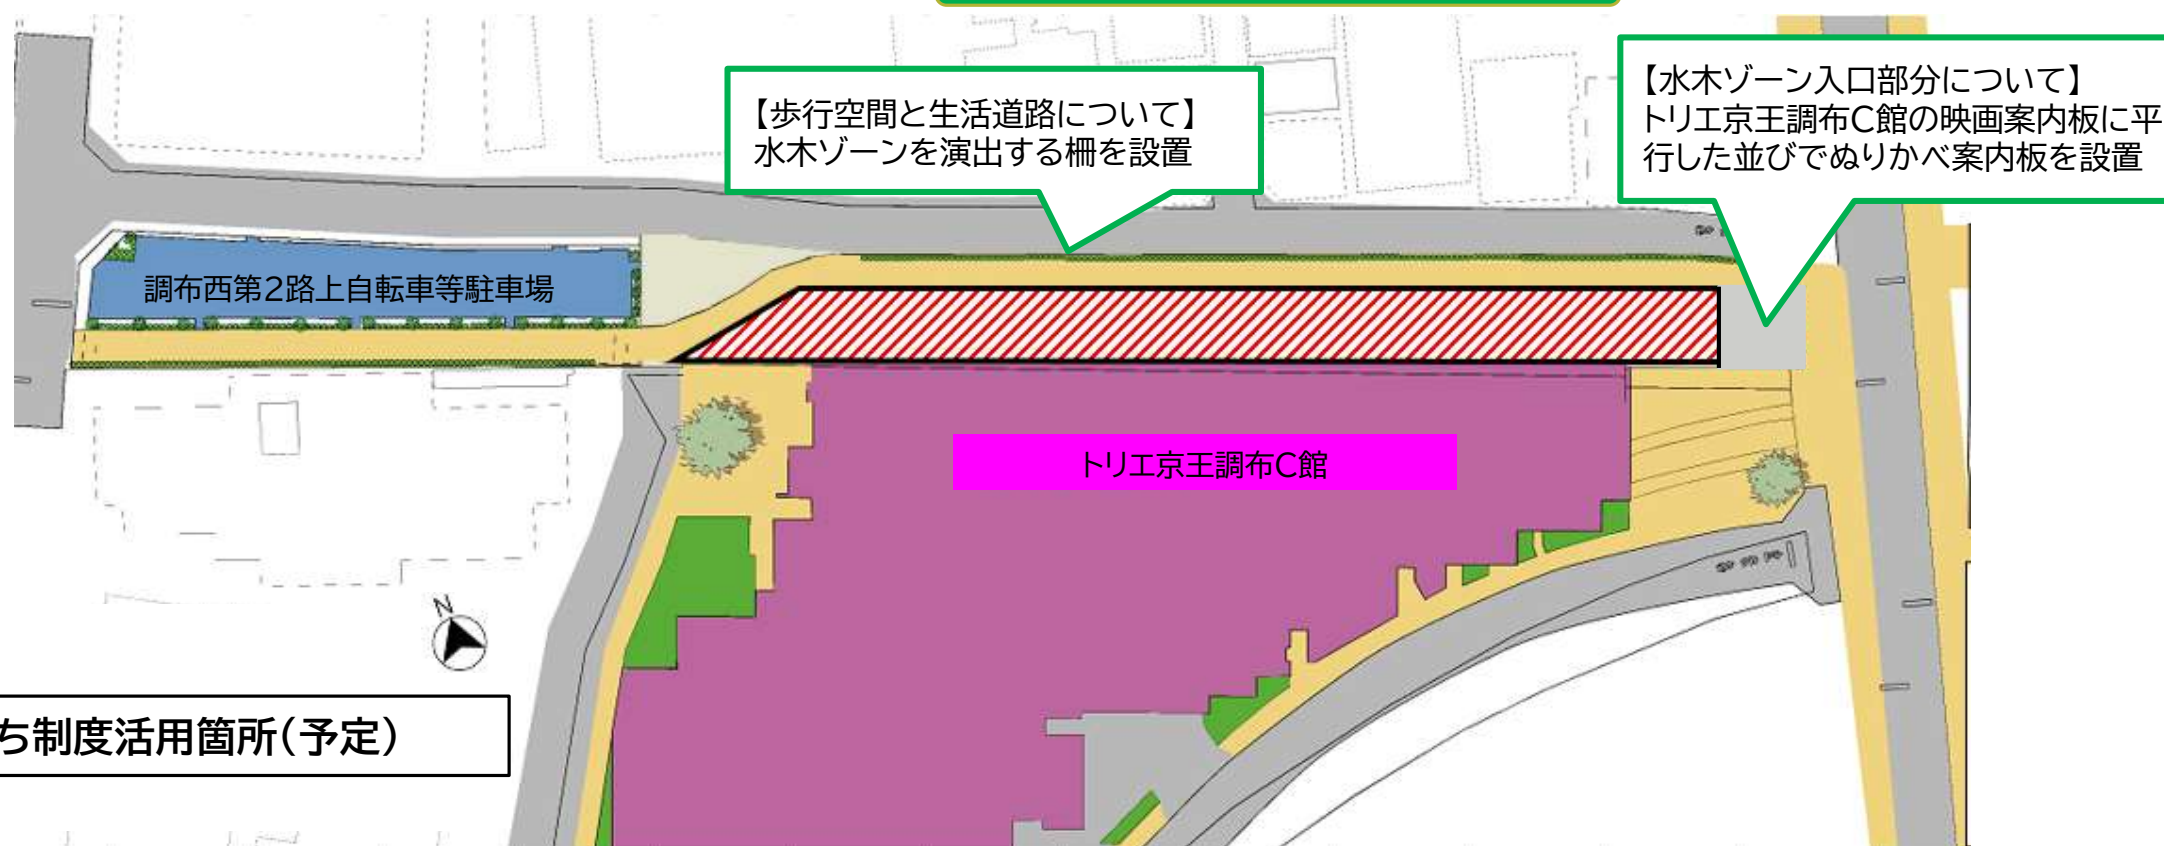 【水木ゾーン入口部分について】
トリエ京王調布C館の映画案内板に平
行した並びでぬりかべ案内板を設置
【歩行空間と生活道路について】
水木ゾーンを演出する柵を設置
調布西第2路上自転車等駐車場
トリエ京王調布C館
N
ち制度活用箇所(予定)